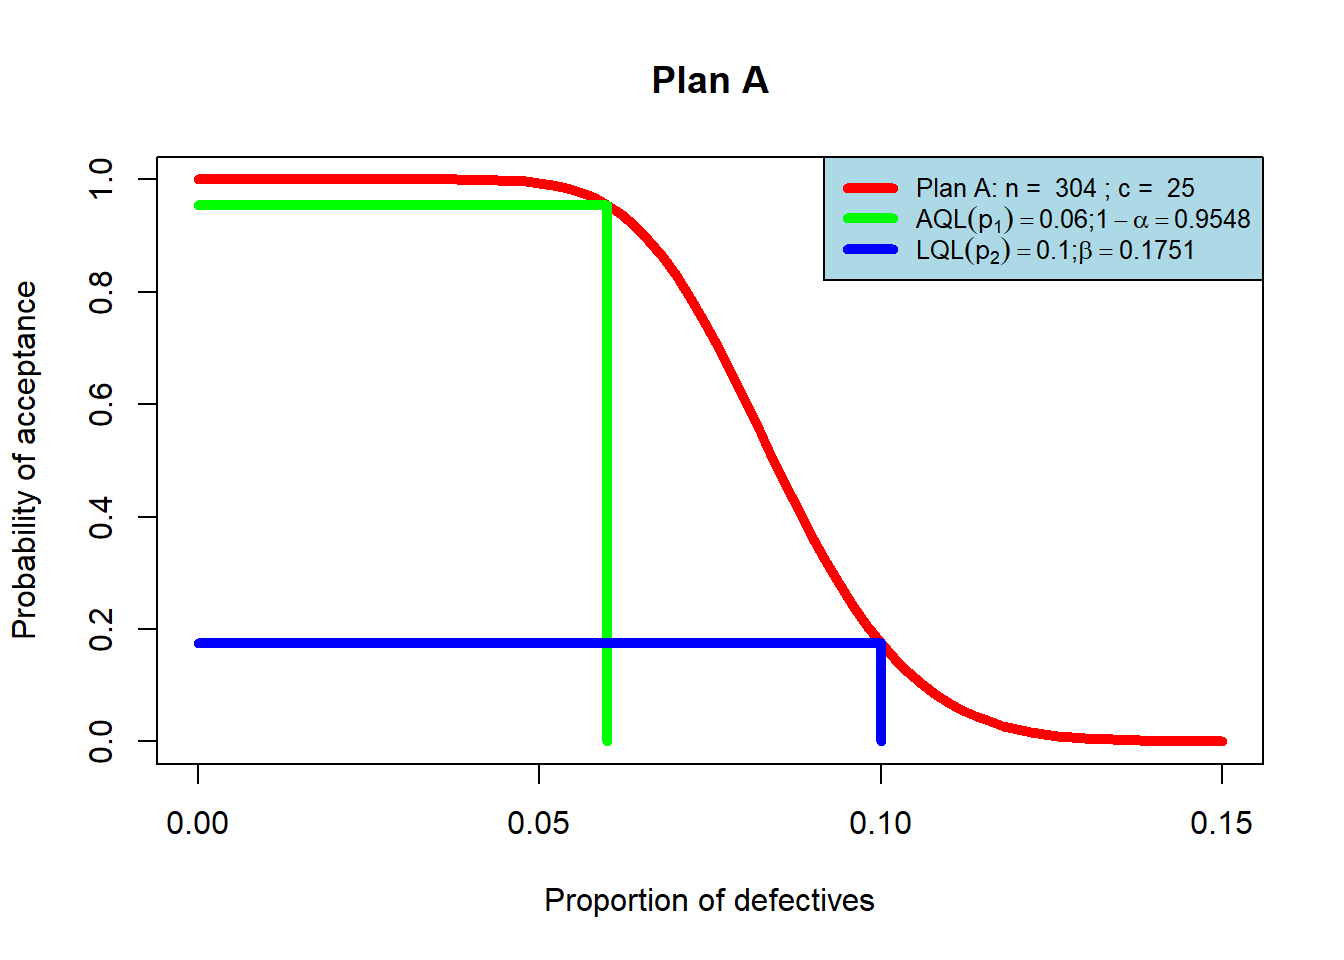 Plan A
Plan A: n =  304 ; c =  25
AQL(p₁) = 0.06;1 − α = 0.9548
LQL(p₂) = 0.1;β = 0.1751
Probability of acceptance
1.0
0.8
0.6
0.4
0.2
0.0
0.00 0.05 0.10 0.15
Proportion of defectives